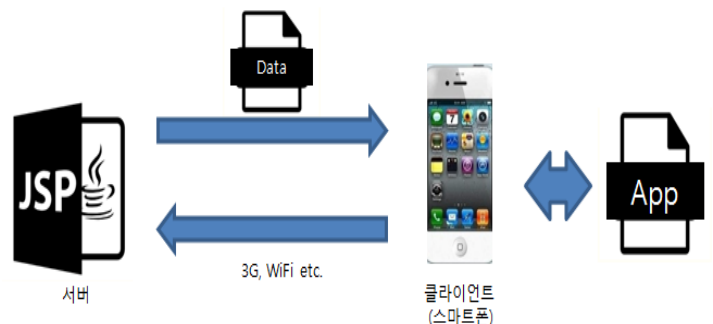 Data
JSP
App
3G, WiFi etc.
서버
클라이언트
(스마트폰)